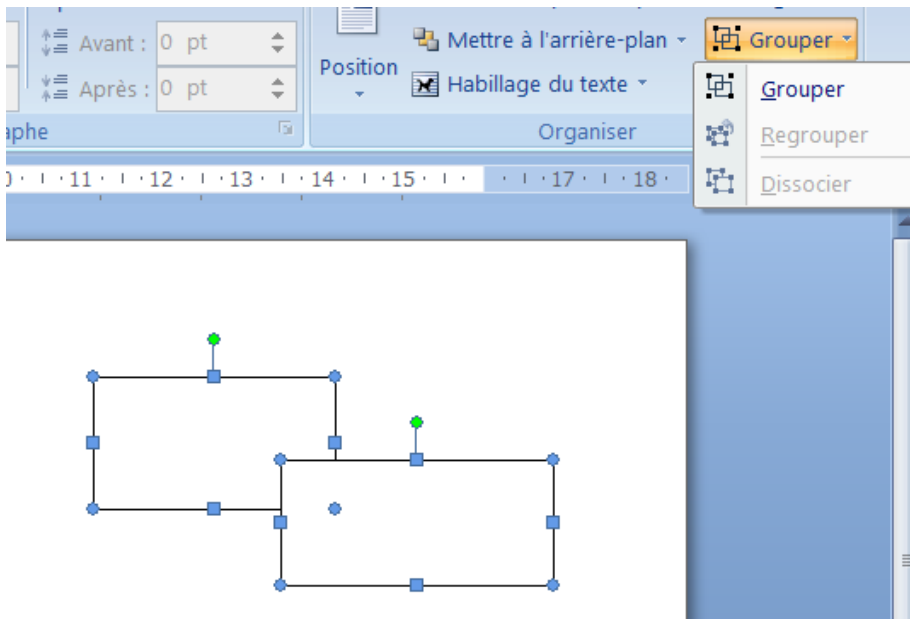 Avant : 0 pt
Après : 0 pt
aphe
Position
Mettre à l'arrière-plan
Habillage du texte
Organiser
Grouper
Grouper
Regrouper
Dissocier
11 12 13 14 15 17 18